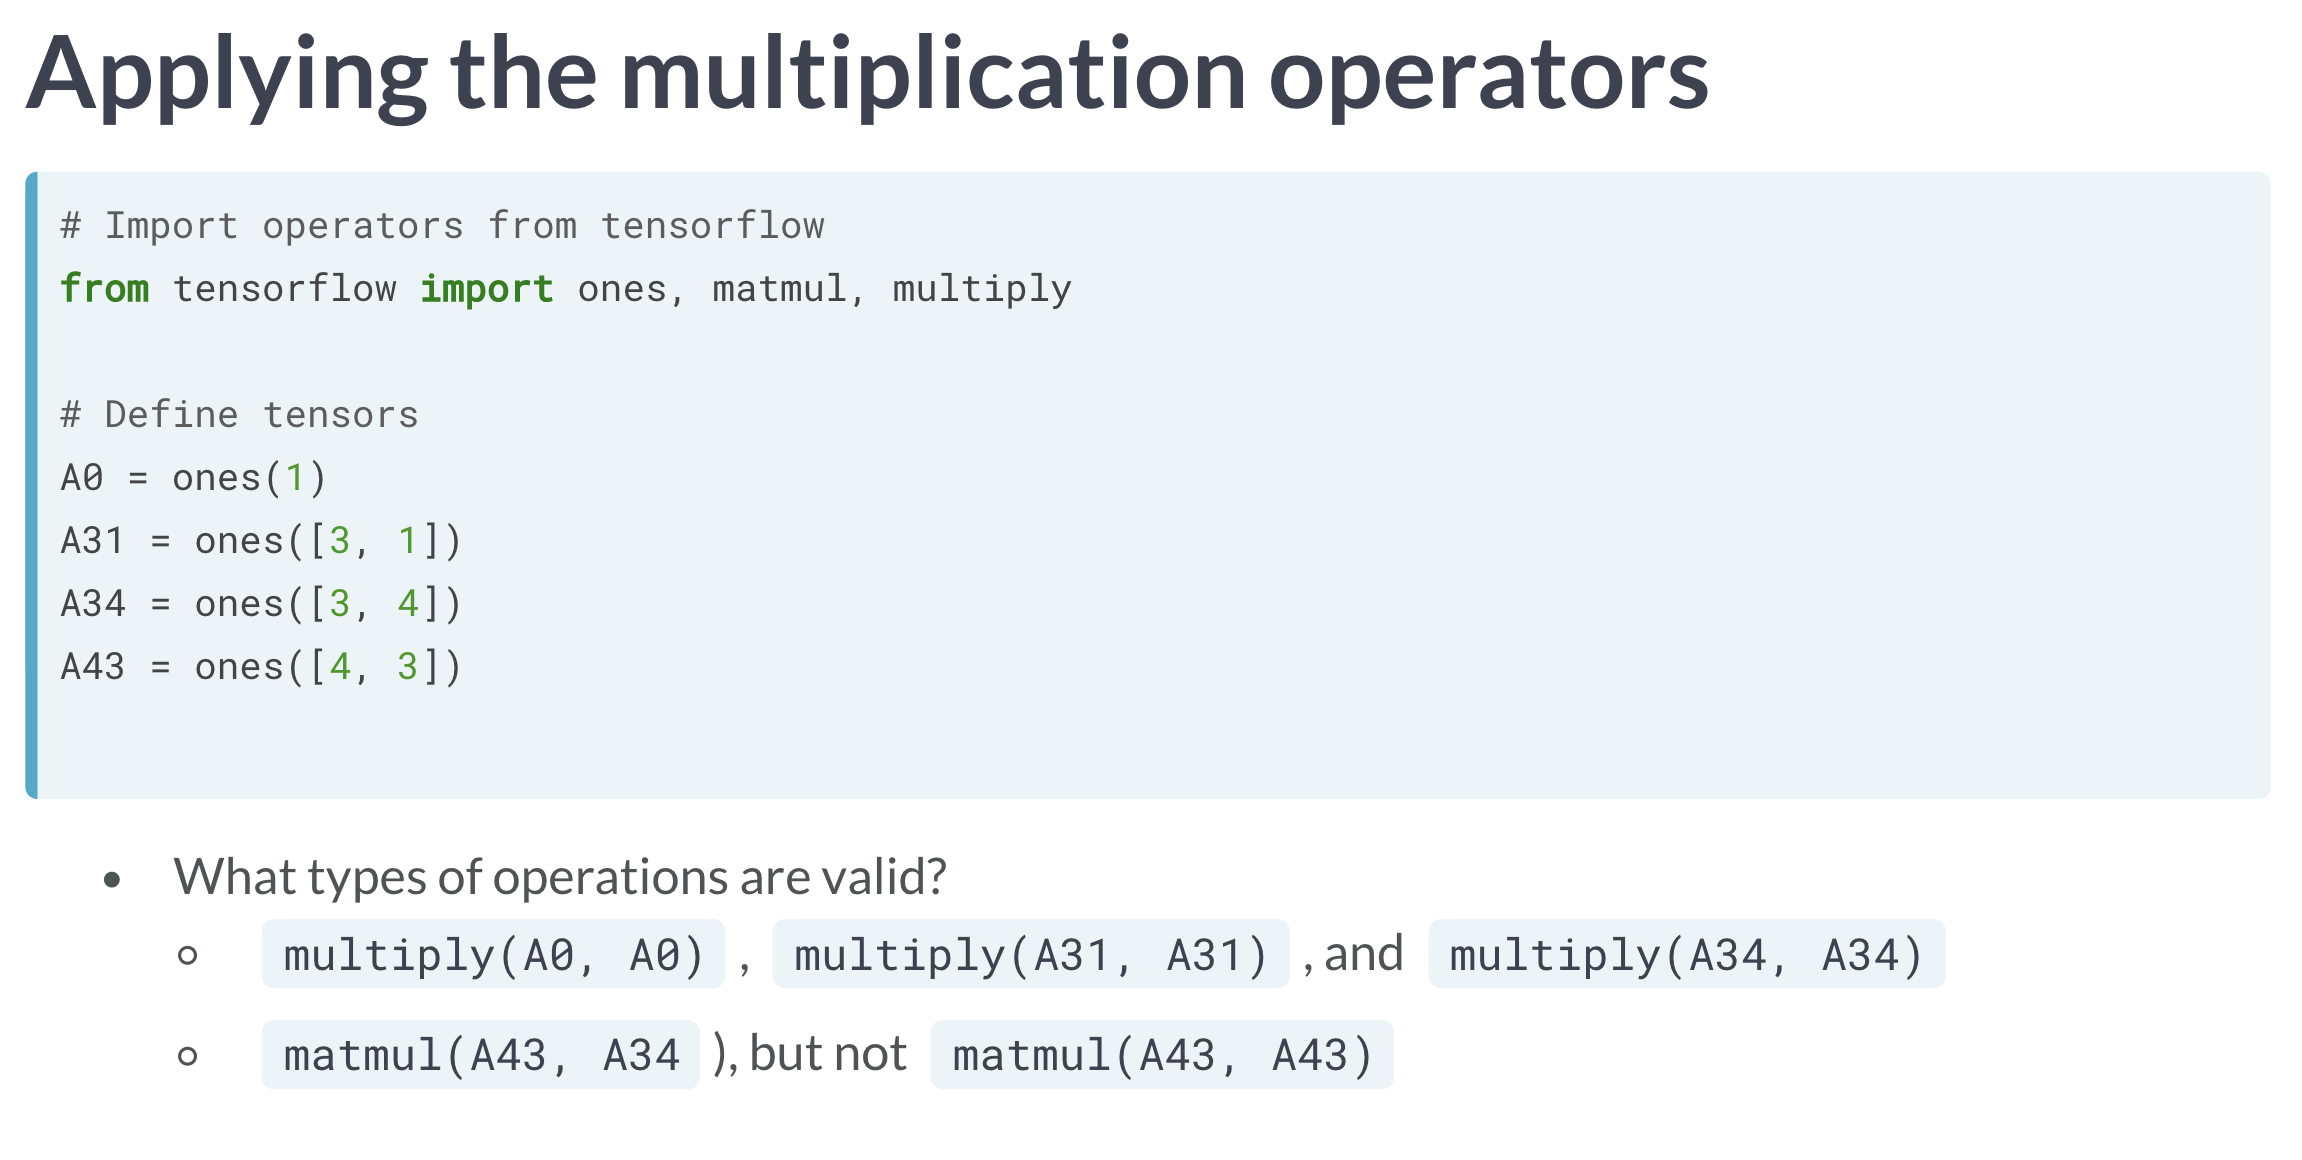 Applying the multiplication operators
# Import operators from tensorflow
from tensorflow import ones, matmul, multiply
# Define tensors
A0 = ones(1)
A31 = ones([3, 1])
A34 = ones([3, 4])
A43 = ones([4, 3])
• What types of operations are valid?
○ multiply(A0, A0) , multiply(A31, A31) , and multiply(A34, A34)
○ matmul(A43, A34 ), but not matmul(A43, A43)